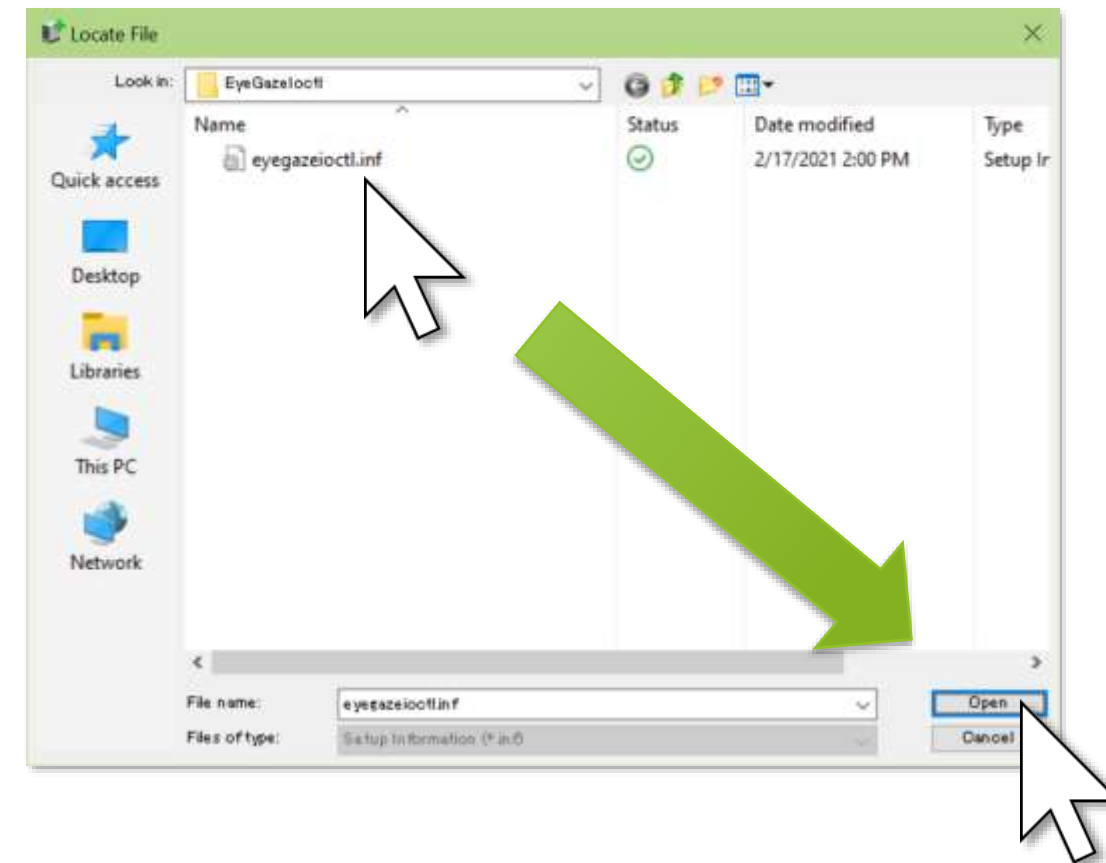 Locate File
Look in: EyeGazeIoctl
Name Status Date modified Type
eyegazeioctl.inf 2/17/2021 2:00 PM Setup Ir
Quick access
Desktop
Libraries
This PC
Network
File name: eyegazeioctl.inf Open
Files of type: Setup Information (*.inf) Cancel